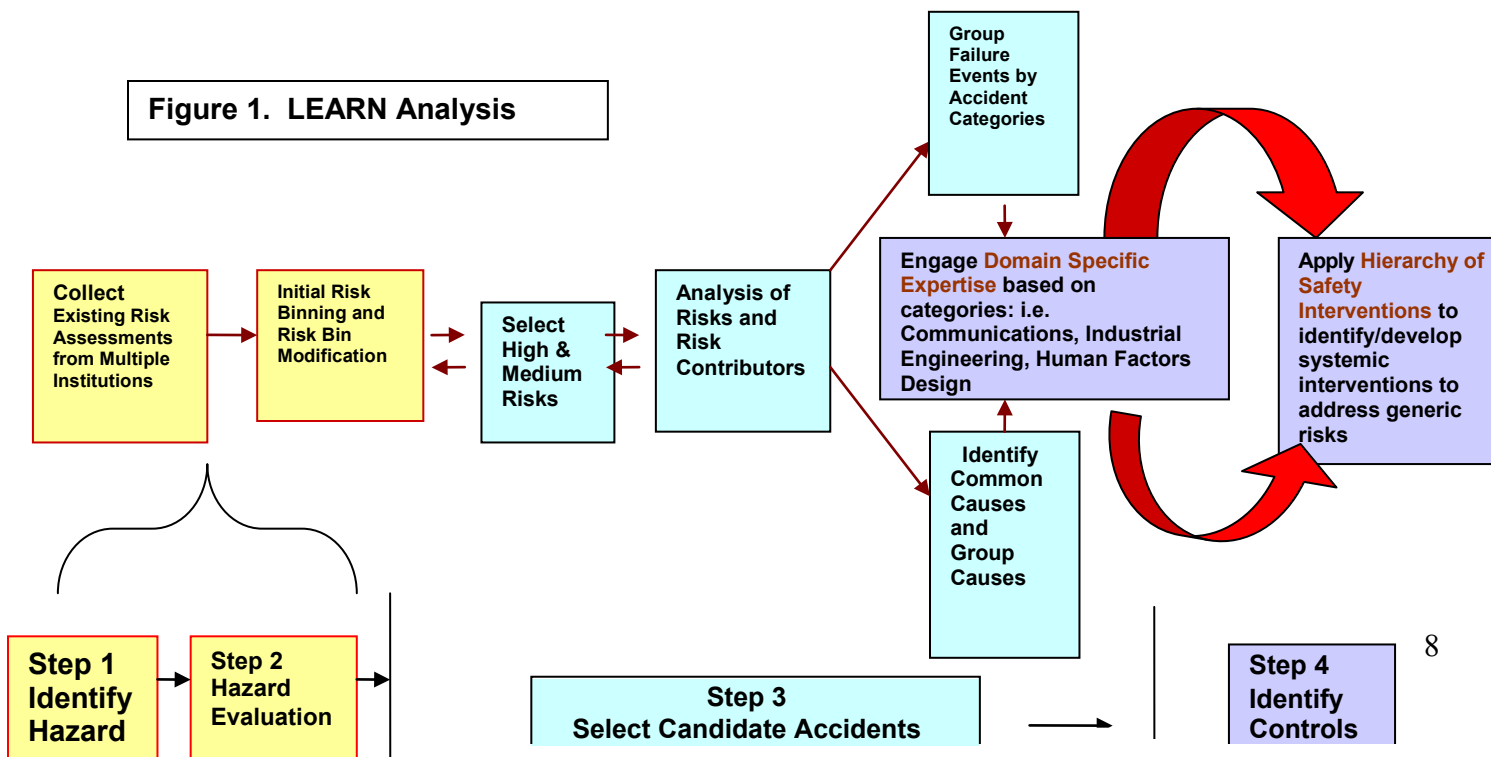 Figure 1. LEARN Analysis
Group
Failure
Events by
Accident
Categories
Collect
Existing Risk
Assessments
from Multiple
Institutions
Initial Risk
Binning and
Risk Bin
Modification
Select
High &
Medium
Risks
Analysis of
Risks and
Risk
Contributors
Engage Domain Specific
Expertise based on
categories: i.e.
Communications, Industrial
Engineering, Human Factors
Design
Apply Hierarchy of
Safety
Interventions to
identify/develop
systemic
interventions to
address generic
risks
Identify
Common
Causes
and
Group
Causes
Step 1
Identify
Hazard
Step 2
Hazard
Evaluation
Step 3
Select Candidate Accidents
Step 4
Identify
Controls
8